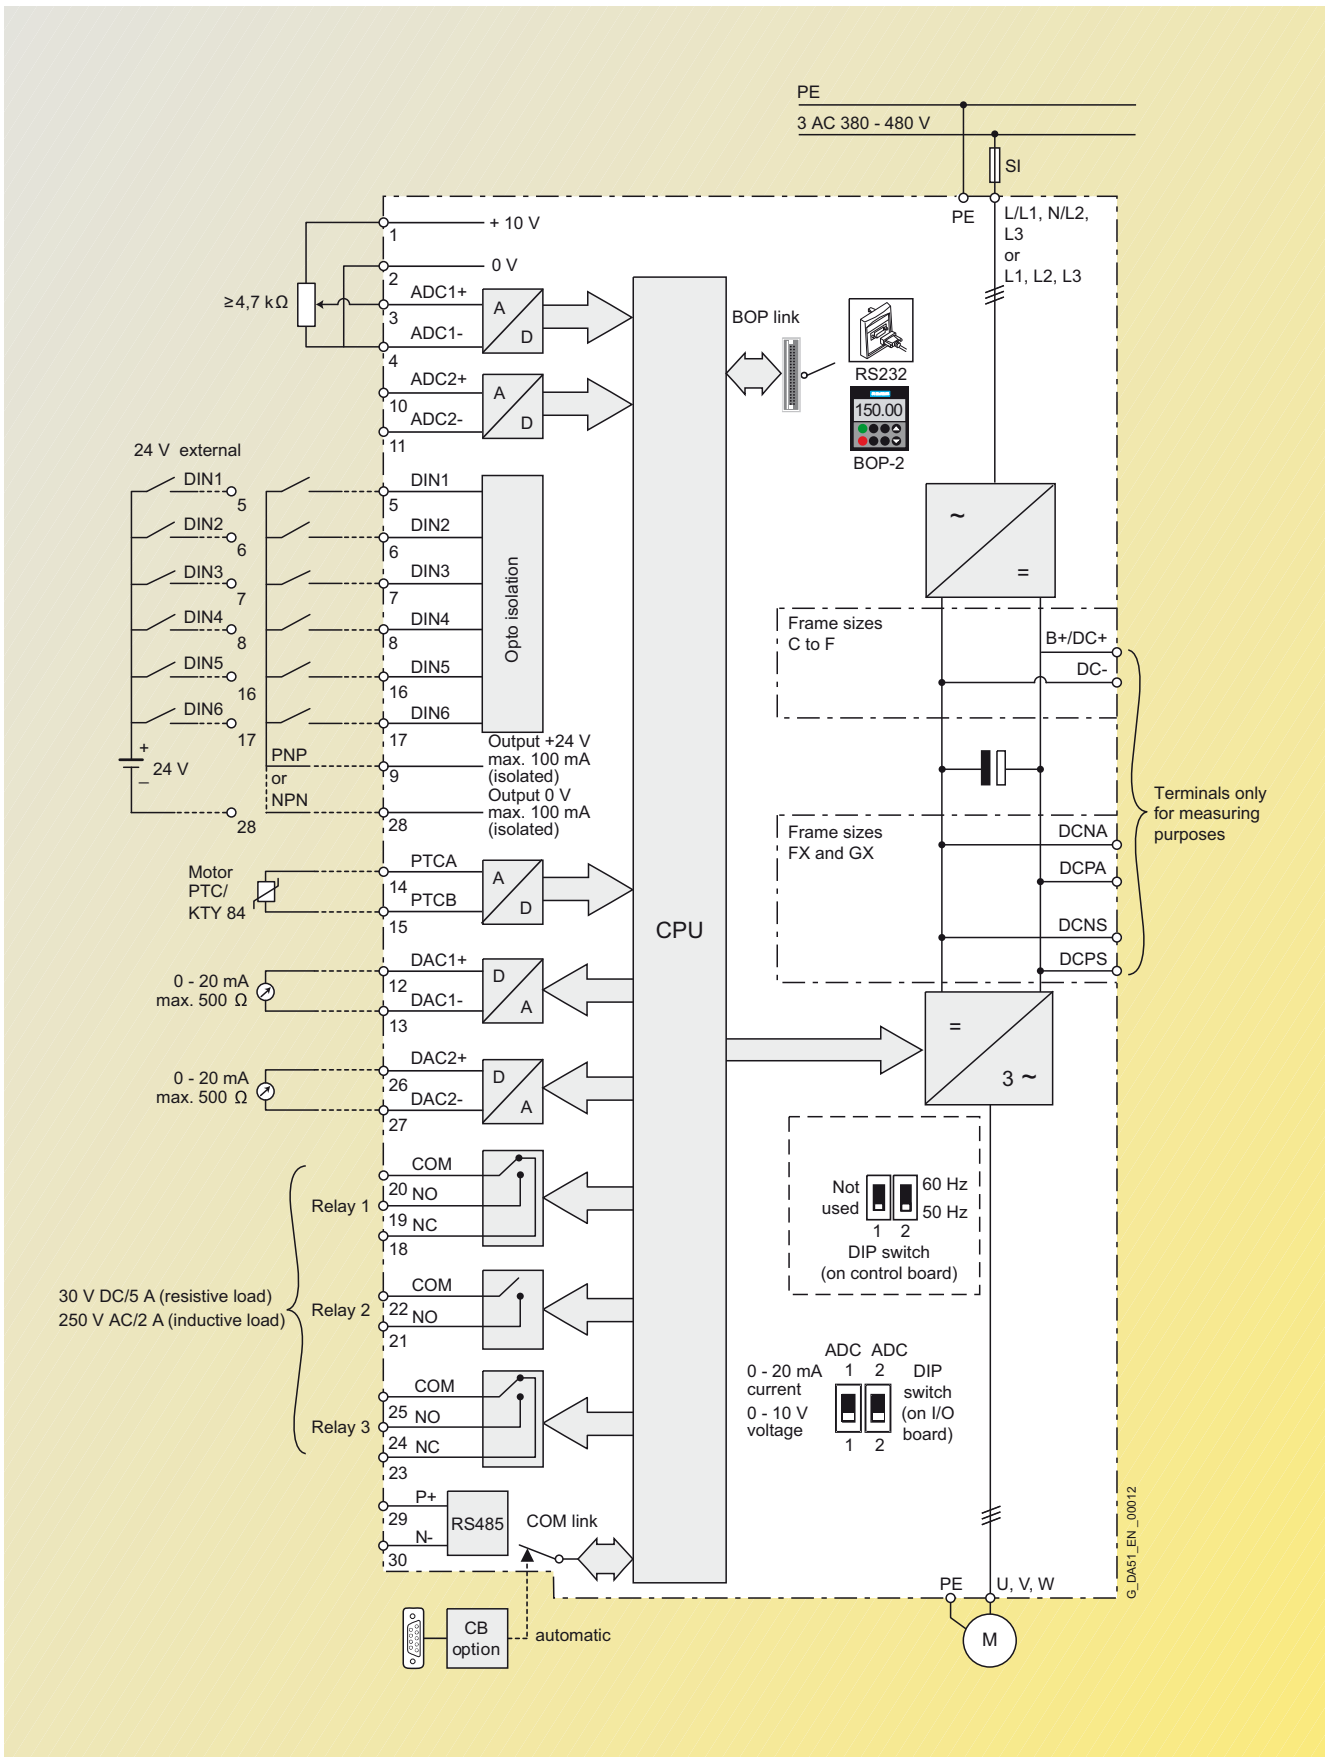 PE
3 AC 380 - 480 V
SI
PE
L/L1, N/L2,
L3
or
L1, L2, L3
1
+ 10 V
2
0 V
≥4,7 kΩ
ADC1+
3
ADC1-
4
A
D
ADC2+
10
ADC2-
11
A
D
BOP link
RS232
SIEMENS
150.00
BOP-2
24 V external
DIN1
5
DIN2
6
DIN3
7
DIN4
8
DIN5
16
DIN6
17
+
24 V
–
28
DIN1
5
DIN2
6
DIN3
7
DIN4
8
DIN5
16
DIN6
17
Opto isolation
PNP
or
NPN
9
Output +24 V
max. 100 mA
(isolated)
28
Output 0 V
max. 100 mA
(isolated)
~
=
Frame sizes
C to F
B+/DC+
DC-
Terminals only
for measuring
purposes
Frame sizes
FX and GX
DCNA
DCPA
DCNS
DCPS
Motor
PTC/
KTY 84
PTCA
14
PTCB
15
A
D
CPU
0 - 20 mA
max. 500 Ω
DAC1+
12
DAC1-
13
D
A
0 - 20 mA
max. 500 Ω
DAC2+
26
DAC2-
27
D
A
=
3 ~
30 V DC/5 A (resistive load)
250 V AC/2 A (inductive load)
Relay 1
COM
20
NO
19
NC
18
Relay 2
COM
22
NO
21
Relay 3
COM
25
NO
24
NC
23
Not
used
60 Hz
50 Hz
1 2
DIP switch
(on control board)
ADC ADC
1 2
0 - 20 mA
current
0 - 10 V
voltage
1 2
DIP
switch
(on I/O
board)
P+
29
N-
30
RS485
COM link
CB
option
automatic
PE
U, V, W
M
G_DA51_EN _00012